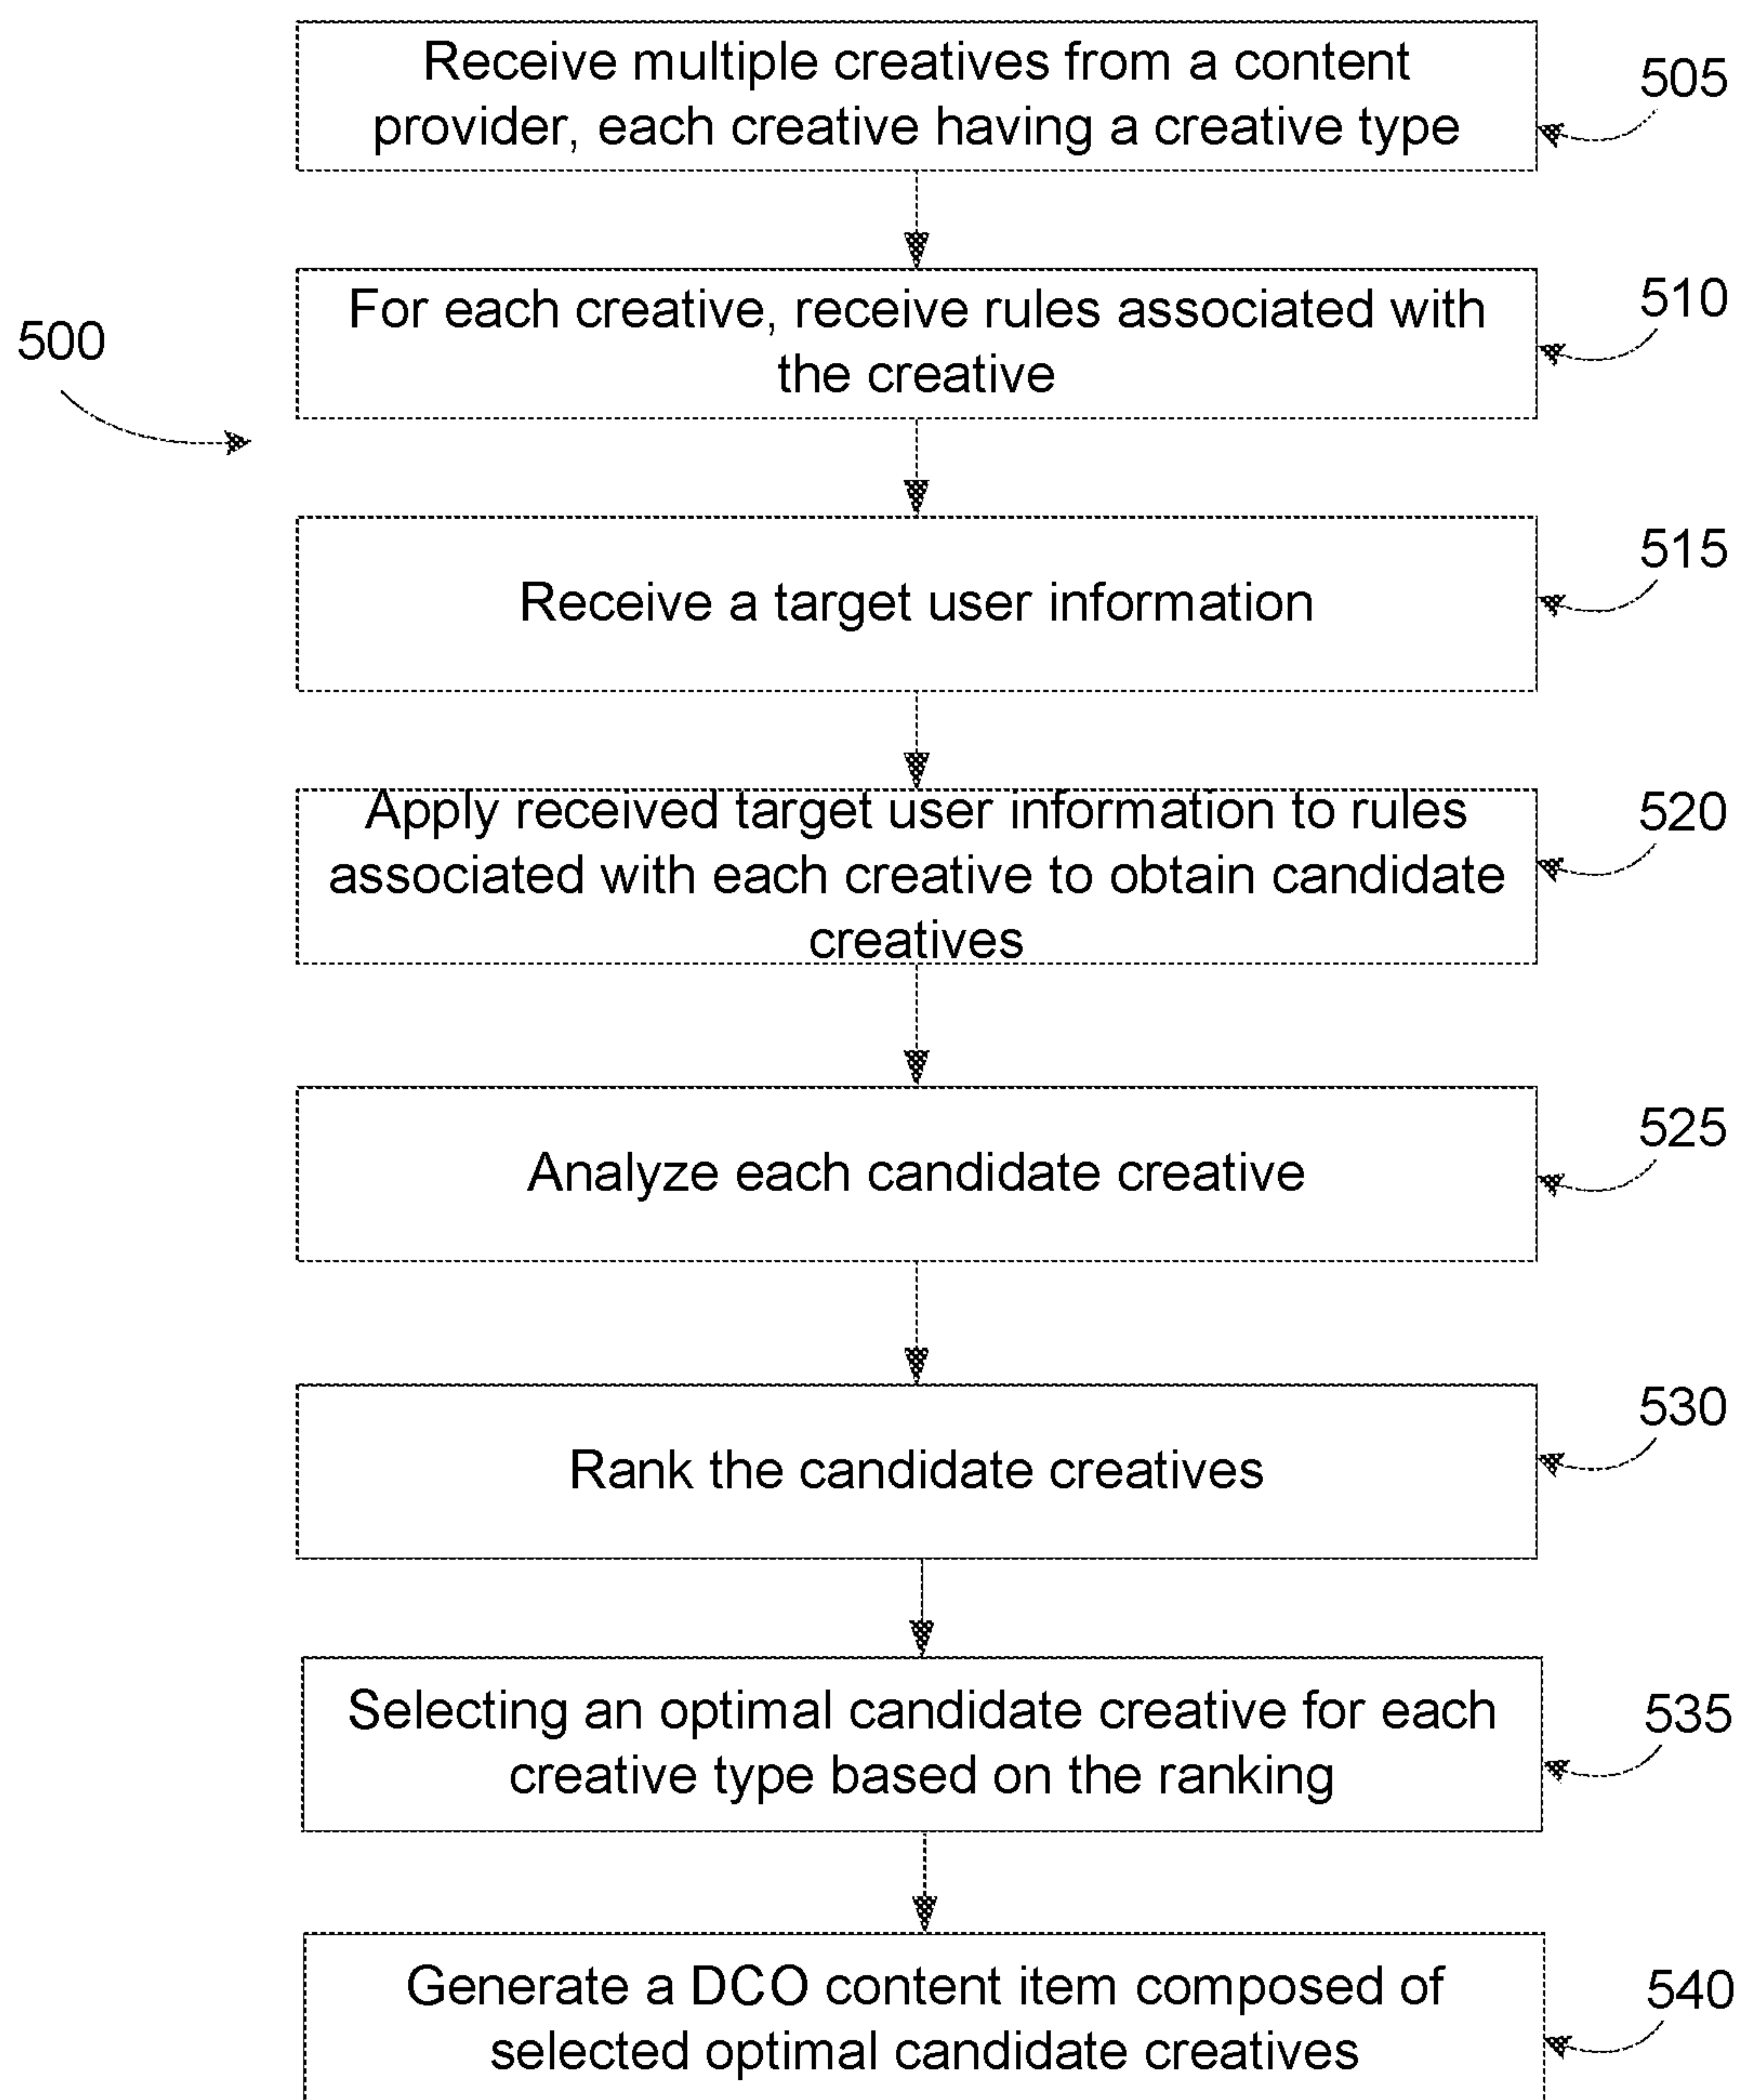 Receive multiple creatives from a content
provider, each creative having a creative type
505
For each creative, receive rules associated with
the creative
510
500
Receive a target user information
515
Apply received target user information to rules
associated with each creative to obtain candidate
creatives
520
Analyze each candidate creative
525
Rank the candidate creatives
530
Selecting an optimal candidate creative for each
creative type based on the ranking
535
Generate a DCO content item composed of
selected optimal candidate creatives
540